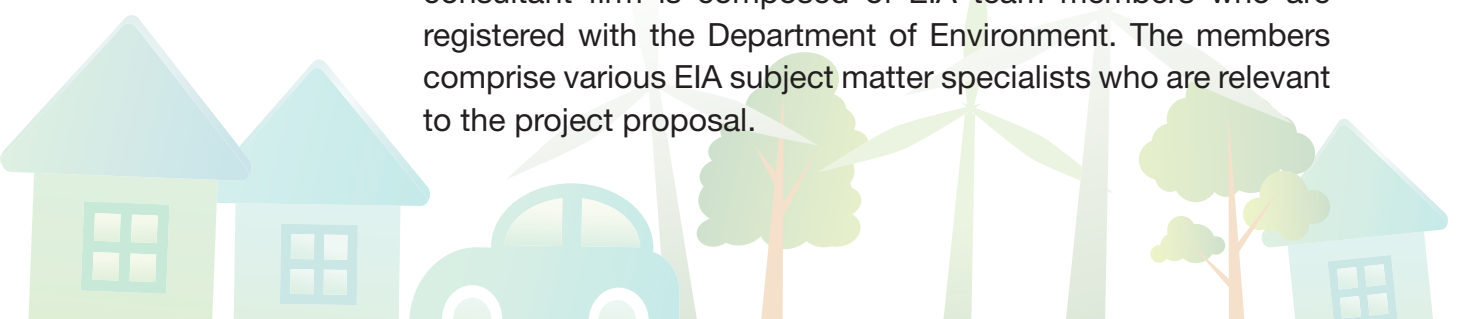 consultant firm is composed of EIA team members who are
registered with the Department of Environment. The members
comprise various EIA subject matter specialists who are relevant
to the project proposal.